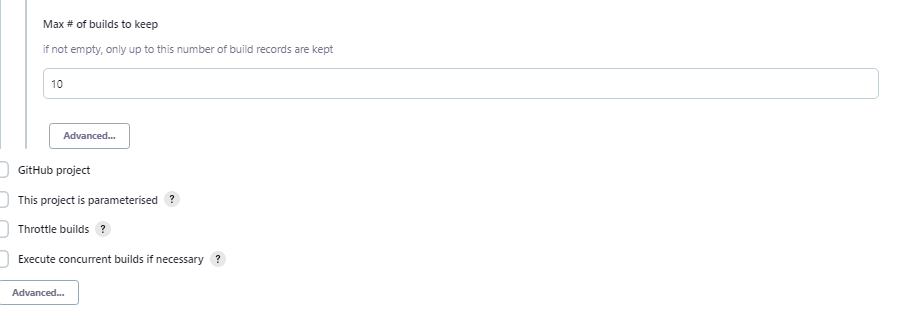 Max # of builds to keep
if not empty, only up to this number of build records are kept
10
Advanced...
GitHub project
This project is parameterised ?
Throttle builds ?
Execute concurrent builds if necessary ?
Advanced...